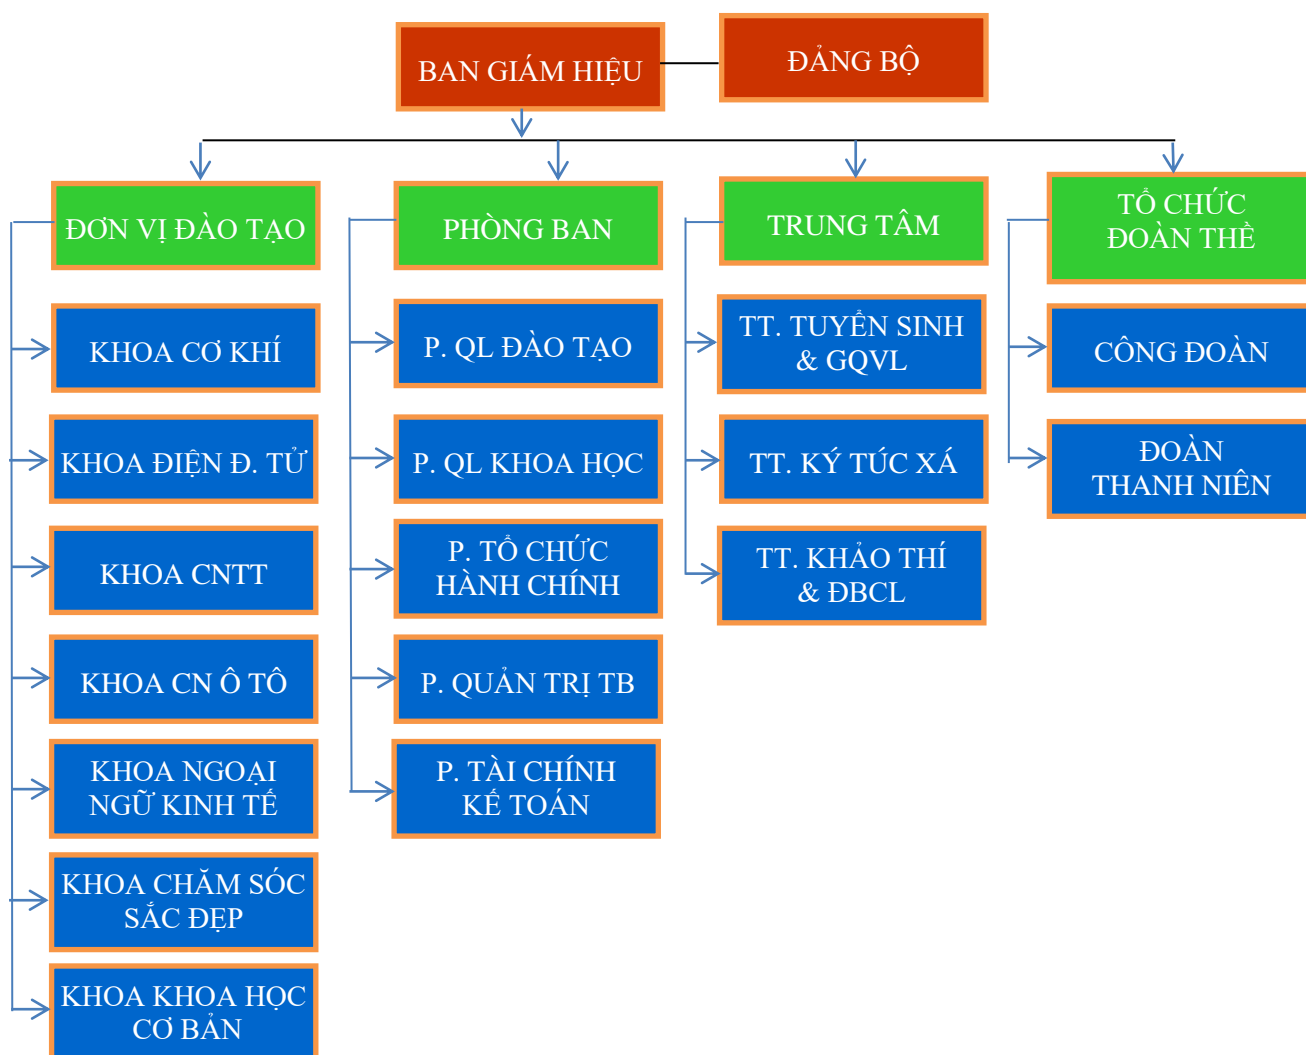 BAN GIÁM HIỆU
ĐẢNG BỘ
ĐƠN VỊ ĐÀO TẠO
KHOA CƠ KHÍ
KHOA ĐIỆN Đ. TỬ
KHOA CNTT
KHOA CN Ô TÔ
KHOA NGOẠI
NGỮ KINH TẾ
KHOA CHĂM SÓC
SẮC ĐẸP
KHOA KHOA HỌC
CƠ BẢN
PHÒNG BAN
P. QL ĐÀO TẠO
P. QL KHOA HỌC
P. TỔ CHỨC
HÀNH CHÍNH
P. QUẢN TRỊ TB
P. TÀI CHÍNH
KẾ TOÁN
TRUNG TÂM
TT. TUYỂN SINH
& GQVL
TT. KÝ TÚC XÁ
TT. KHẢO THÍ
& ĐBCL
TỔ CHỨC
ĐOÀN THỂ
CÔNG ĐOÀN
ĐOÀN
THANH NIÊN